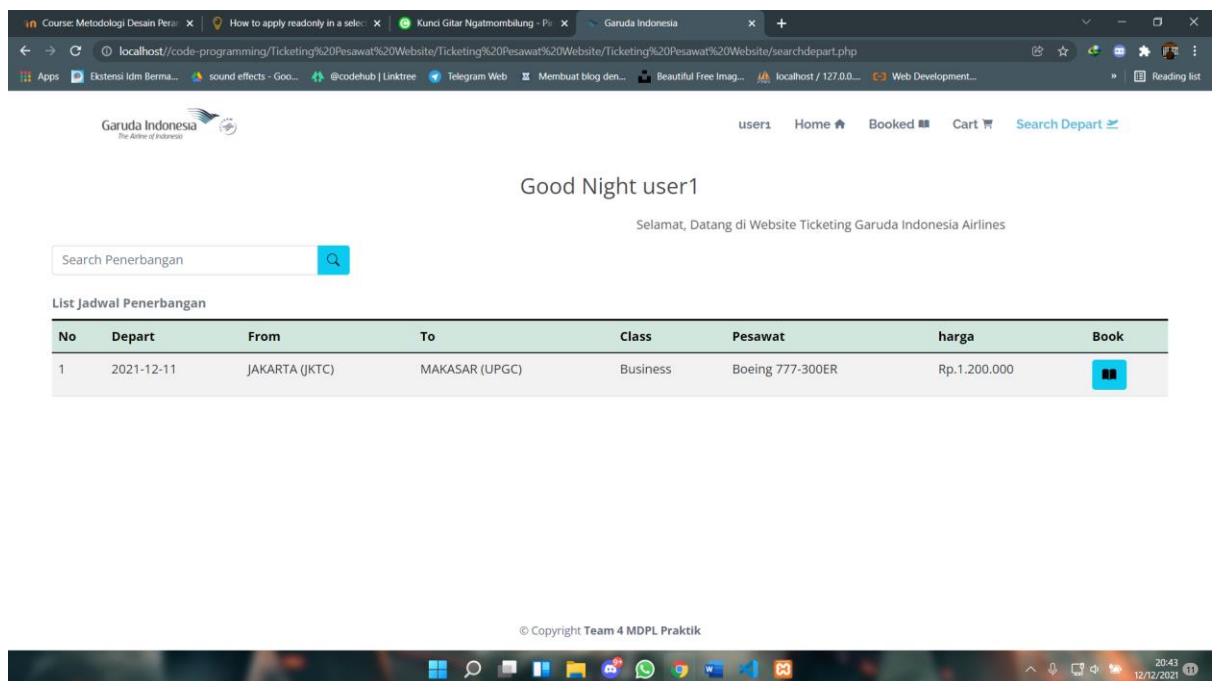 Course: Metodologi Desain Peran
How to apply readonly in a select
Kunci Gitar Ngatmombilung - Pin
Garuda Indonesia
localhost//code-programming/Ticketing%20Pesawat%20Website/Ticketing%20Pesawat%20Website/Ticketing%20Pesawat%20Website/searchdepart.php
Apps Ekstensi Idm Berma... sound effects - Goo... @codehub | Linktree Telegram Web Membuat blog den... Beautiful Free Imag... localhost / 127.0.0.... Web Development... » Reading list
Garuda Indonesia
The Airline of Indonesia
user1 Home Booked Cart Search Depart
Good Night user1
Selamat, Datang di Website Ticketing Garuda Indonesia Airlines
Search Penerbangan
List Jadwal Penerbangan
No Depart From To Class Pesawat harga Book
1 2021-12-11 JAKARTA (JKTC) MAKASAR (UPGC) Business Boeing 777-300ER Rp.1.200.000
© Copyright Team 4 MDPL Praktik
20:43
12/12/2021 11